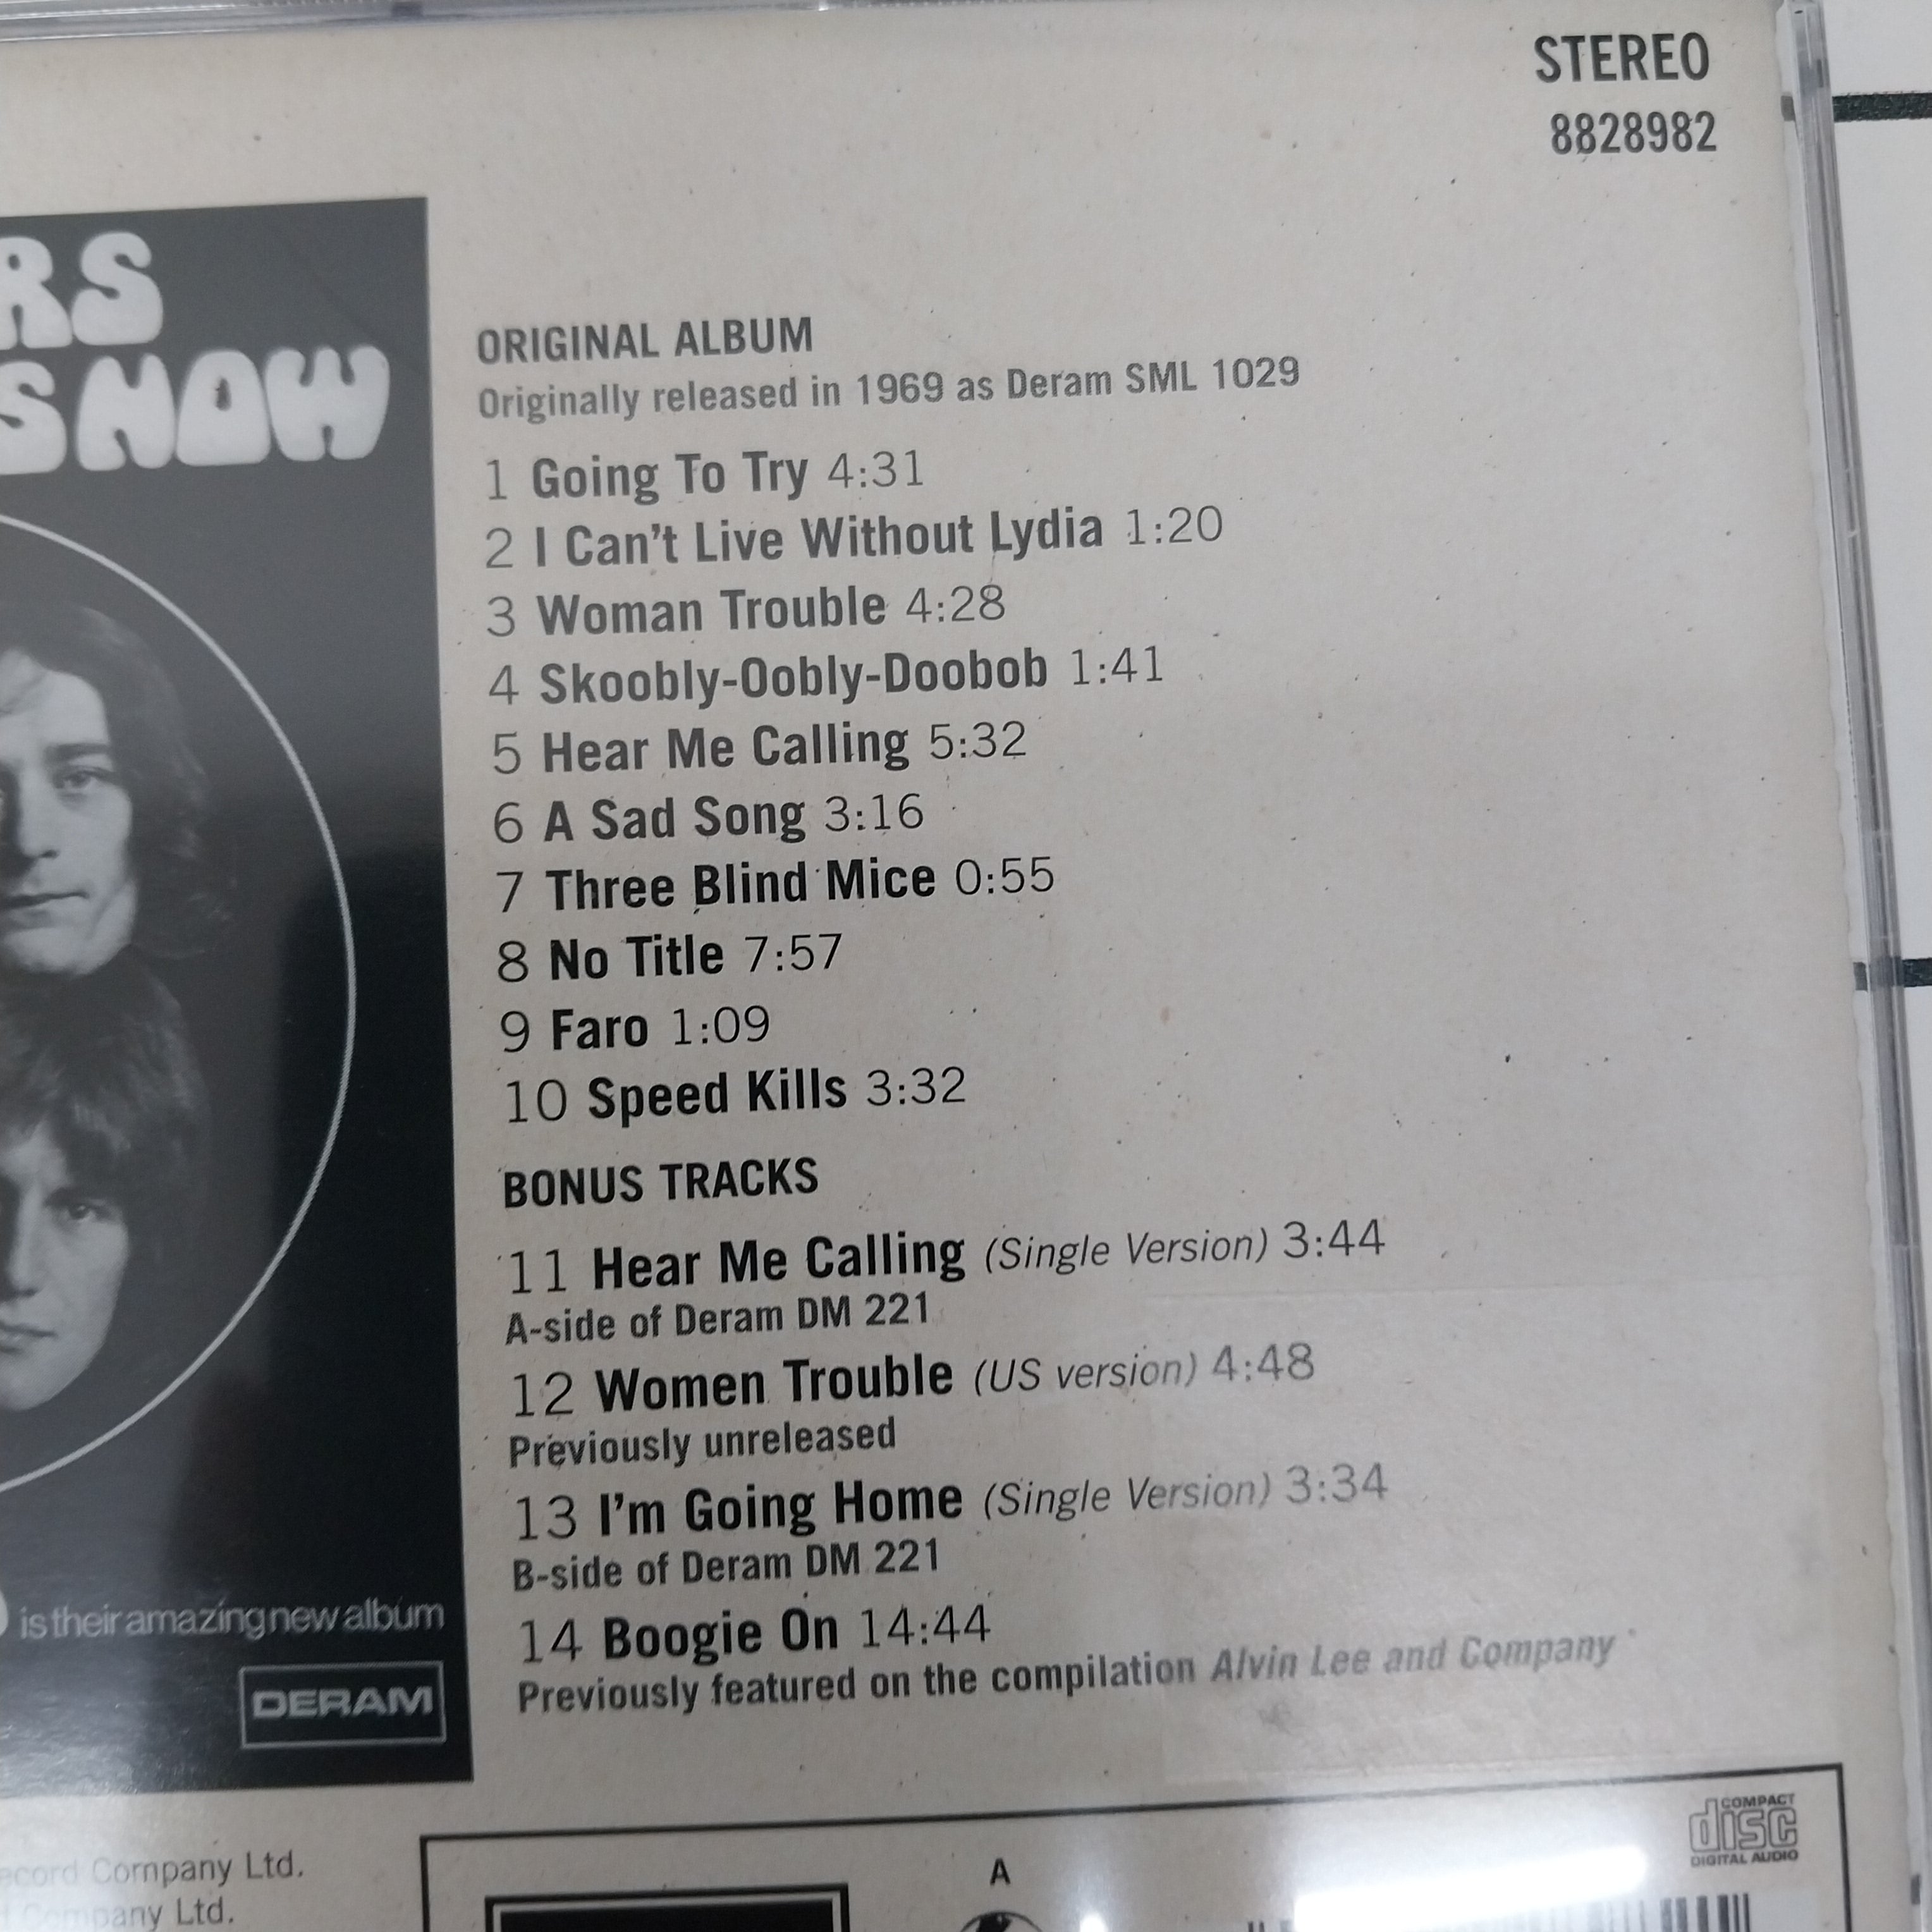 STEREO
8828982
RS
SHOW
ORIGINAL ALBUM
Originally released in 1969 as Deram SML 1029
1 Going To Try 4:31
2 I Can't Live Without Lydia 1:20
3 Woman Trouble 4:28
4 Skoobly-Oobly-Doobob 1:41
5 Hear Me Calling 5:32
6 A Sad Song 3:16
7 Three Blind Mice 0:55
8 No Title 7:57
9 Faro 1:09
10 Speed Kills 3:32
BONUS TRACKS
11 Hear Me Calling (Single Version) 3:44
A-side of Deram DM 221
12 Women Trouble (US version) 4:48
Previously unreleased
13 I'm Going Home (Single Version) 3:34
B-side of Deram DM 221
14 Boogie On 14:44
Previously featured on the compilation Alvin Lee and Company
is their amazing new album
DERAM
ecord Company Ltd.
Company Ltd.
A
COMPACT
disc
DIGITAL AUDIO